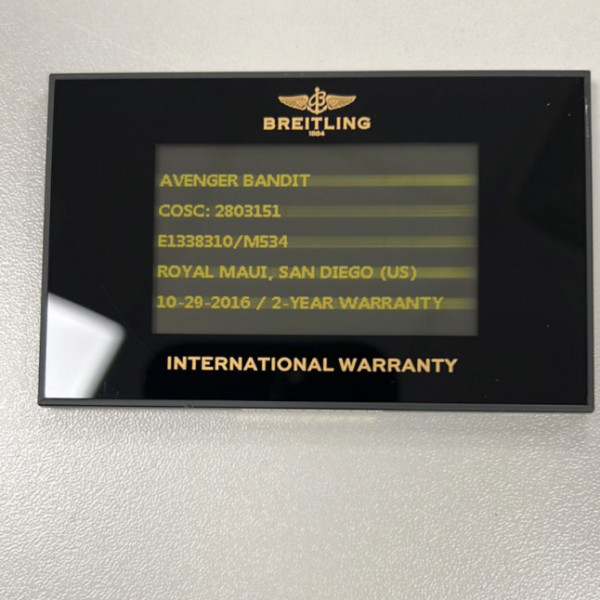 BREITLING
1884
AVENGER BANDIT
COSC: 2803151
E1338310/M534
ROYAL MAUI, SAN DIEGO (US)
10-29-2016 / 2-YEAR WARRANTY
INTERNATIONAL WARRANTY